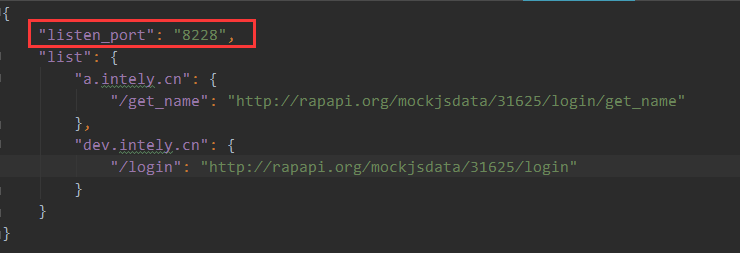 {
    "listen_port": "8228",
    "list": {
        "a.intely.cn": {
            "/get_name": "http://rapapi.org/mockjsdata/31625/login/get_name"
        },
        "dev.intely.cn": {
            "/login": "http://rapapi.org/mockjsdata/31625/login"
        }
    }
}